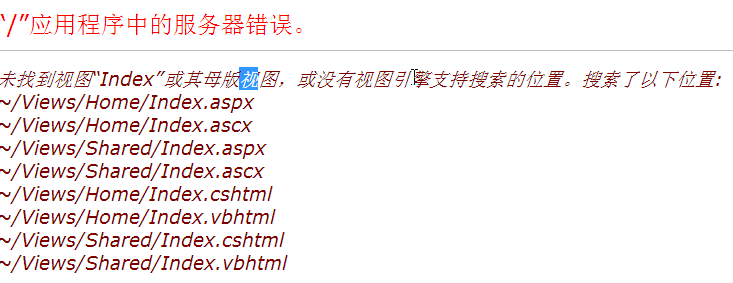 “/”应用程序中的服务器错误。
未找到视图“Index”或其母版视图，或没有视图引擎支持搜索的位置。搜索了以下位置:
~/Views/Home/Index.aspx
~/Views/Home/Index.ascx
~/Views/Shared/Index.aspx
~/Views/Shared/Index.ascx
~/Views/Home/Index.cshtml
~/Views/Home/Index.vbhtml
~/Views/Shared/Index.cshtml
~/Views/Shared/Index.vbhtml